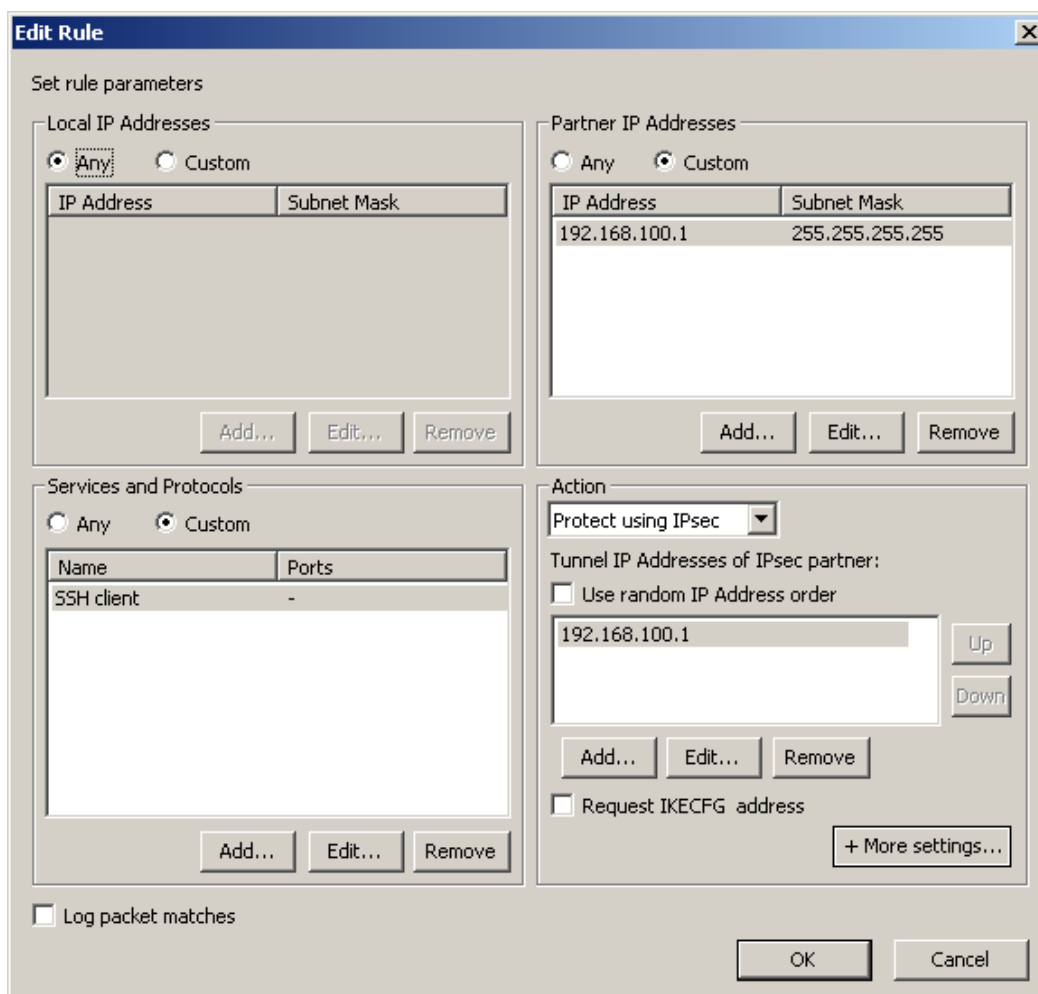 Edit Rule
Set rule parameters
Local IP Addresses
Any Custom
IP Address Subnet Mask
Add... Edit... Remove
Partner IP Addresses
Any Custom
IP Address Subnet Mask
192.168.100.1 255.255.255.255
Add... Edit... Remove
Services and Protocols
Any Custom
Name Ports
SSH client -
Add... Edit... Remove
Action
Protect using IPsec
Tunnel IP Addresses of IPsec partner:
Use random IP Address order
192.168.100.1
Up
Down
Add... Edit... Remove
Request IKECFG address
+ More settings...
Log packet matches
OK Cancel